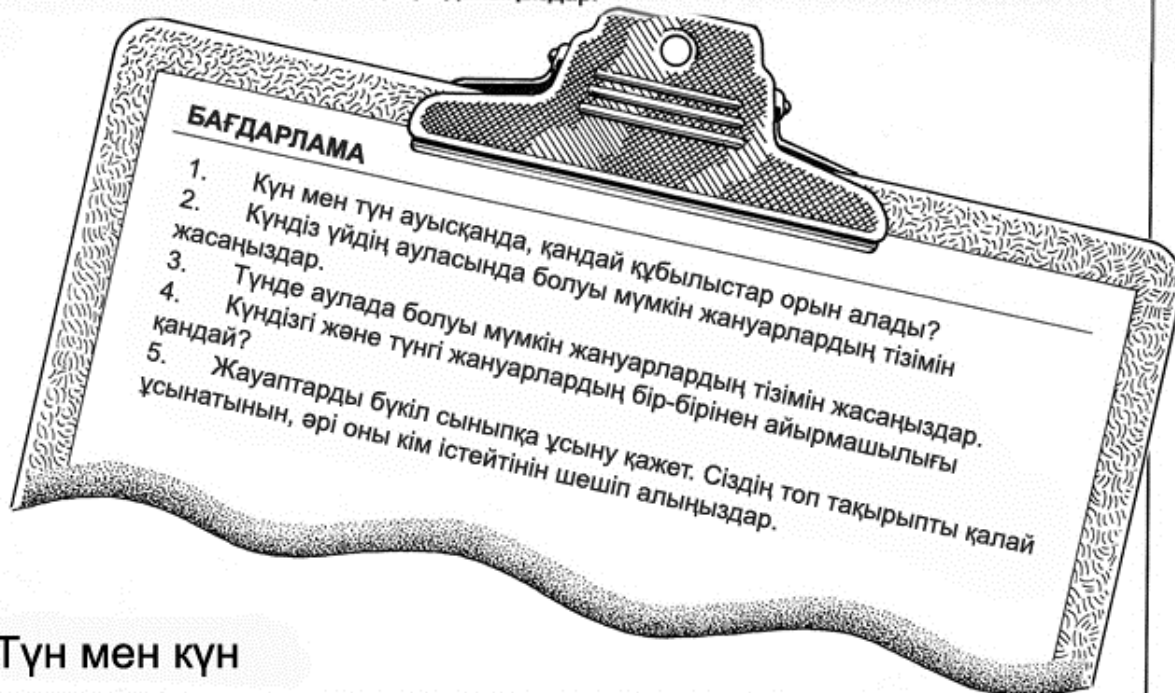 БАҒДАРЛАМА
1. Күн мен түн ауысқанда, қандай құбылыстар орын алады?
2. Күндіз үйдің ауласында болуы мүмкін жануарлардың тізімін
жасаңыздар.
3. Түнде аулада болуы мүмкін жануарлардың тізімін жасаңыздар.
4. Күндізгі және түнгі жануарлардың бір-бірінен айырмашылығы
қандай?
5. Жауаптарды бүкіл сыныпқа ұсыну қажет. Сіздің топ тақырыпты қалай
ұсынатынын, әрі оны кім істейтінін шешіп алыңыздар.
Түн мен күн